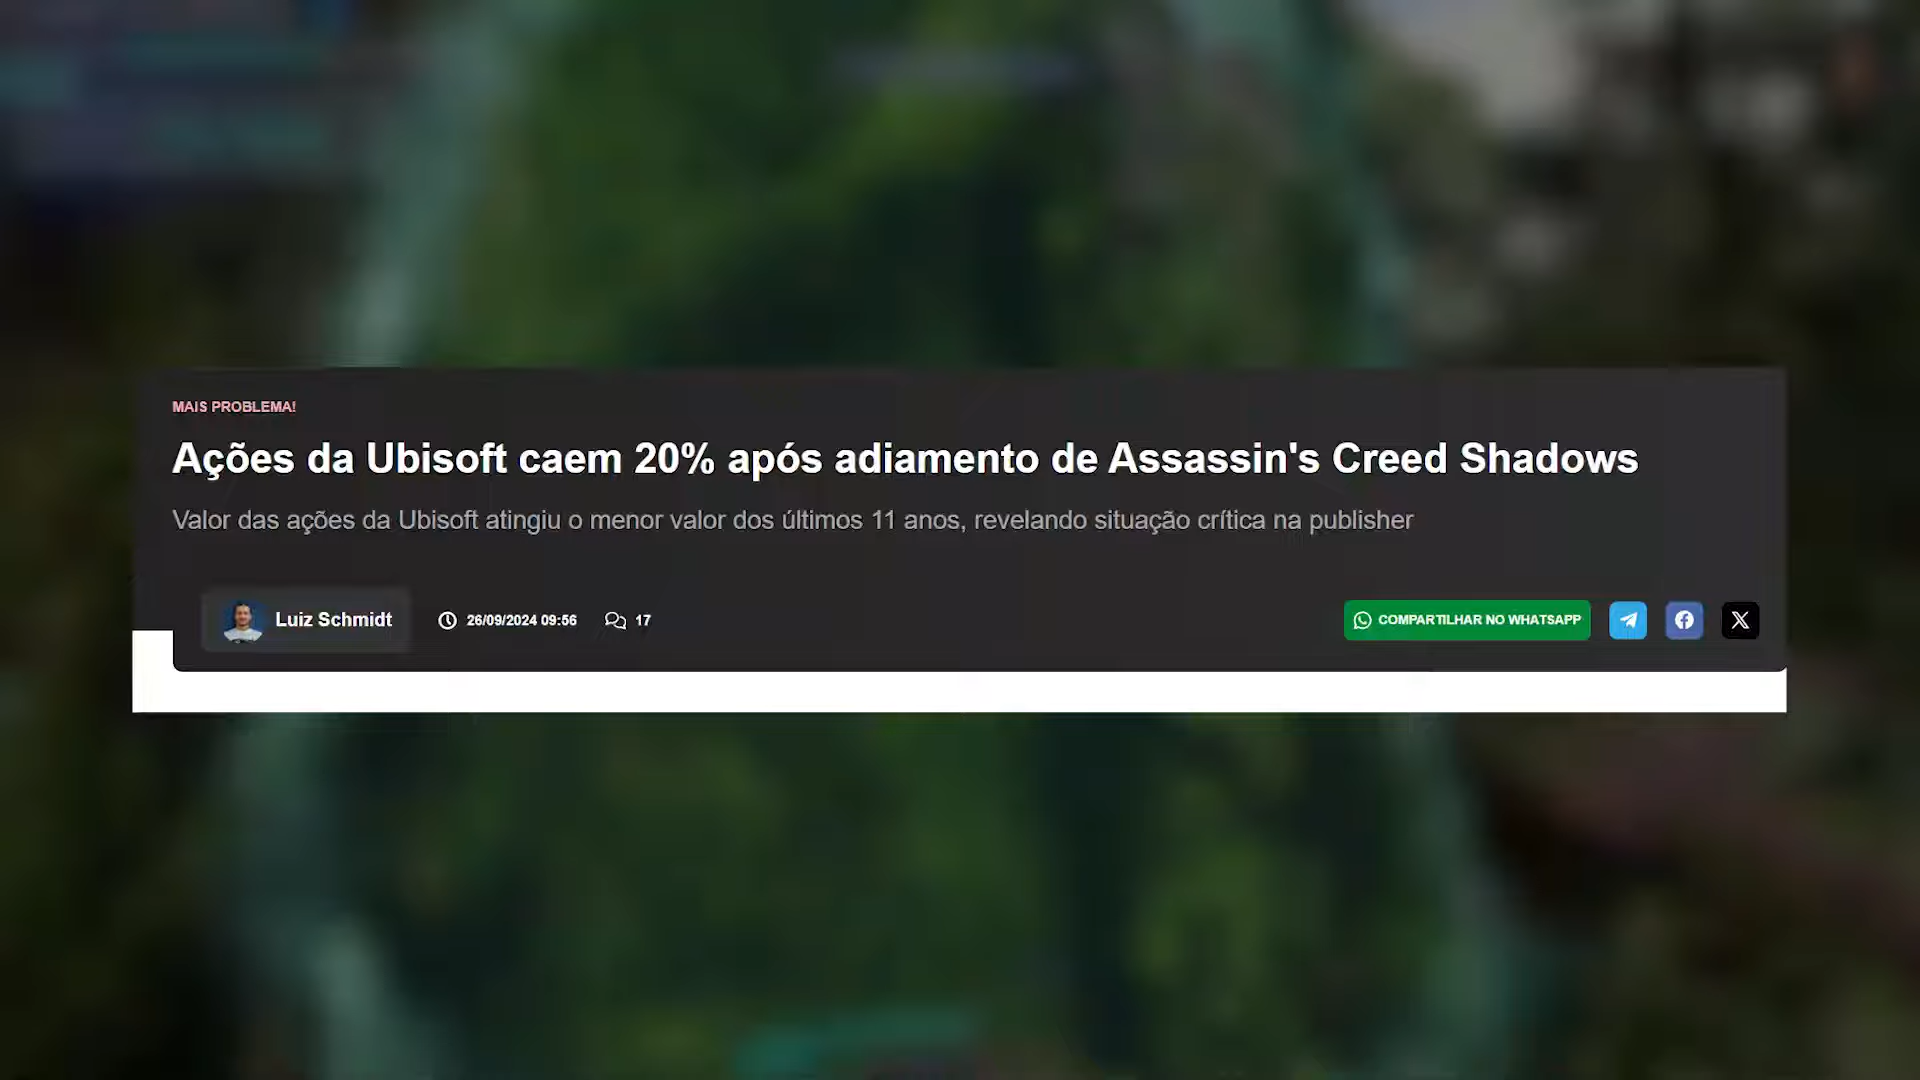 MAIS PROBLEMA!
Ações da Ubisoft caem 20% após adiamento de Assassin's Creed Shadows
Valor das ações da Ubisoft atingiu o menor valor dos últimos 11 anos, revelando situação crítica na publisher
Luiz Schmidt 26/09/2024 09:56 17 COMPARTILHAR NO WHATSAPP